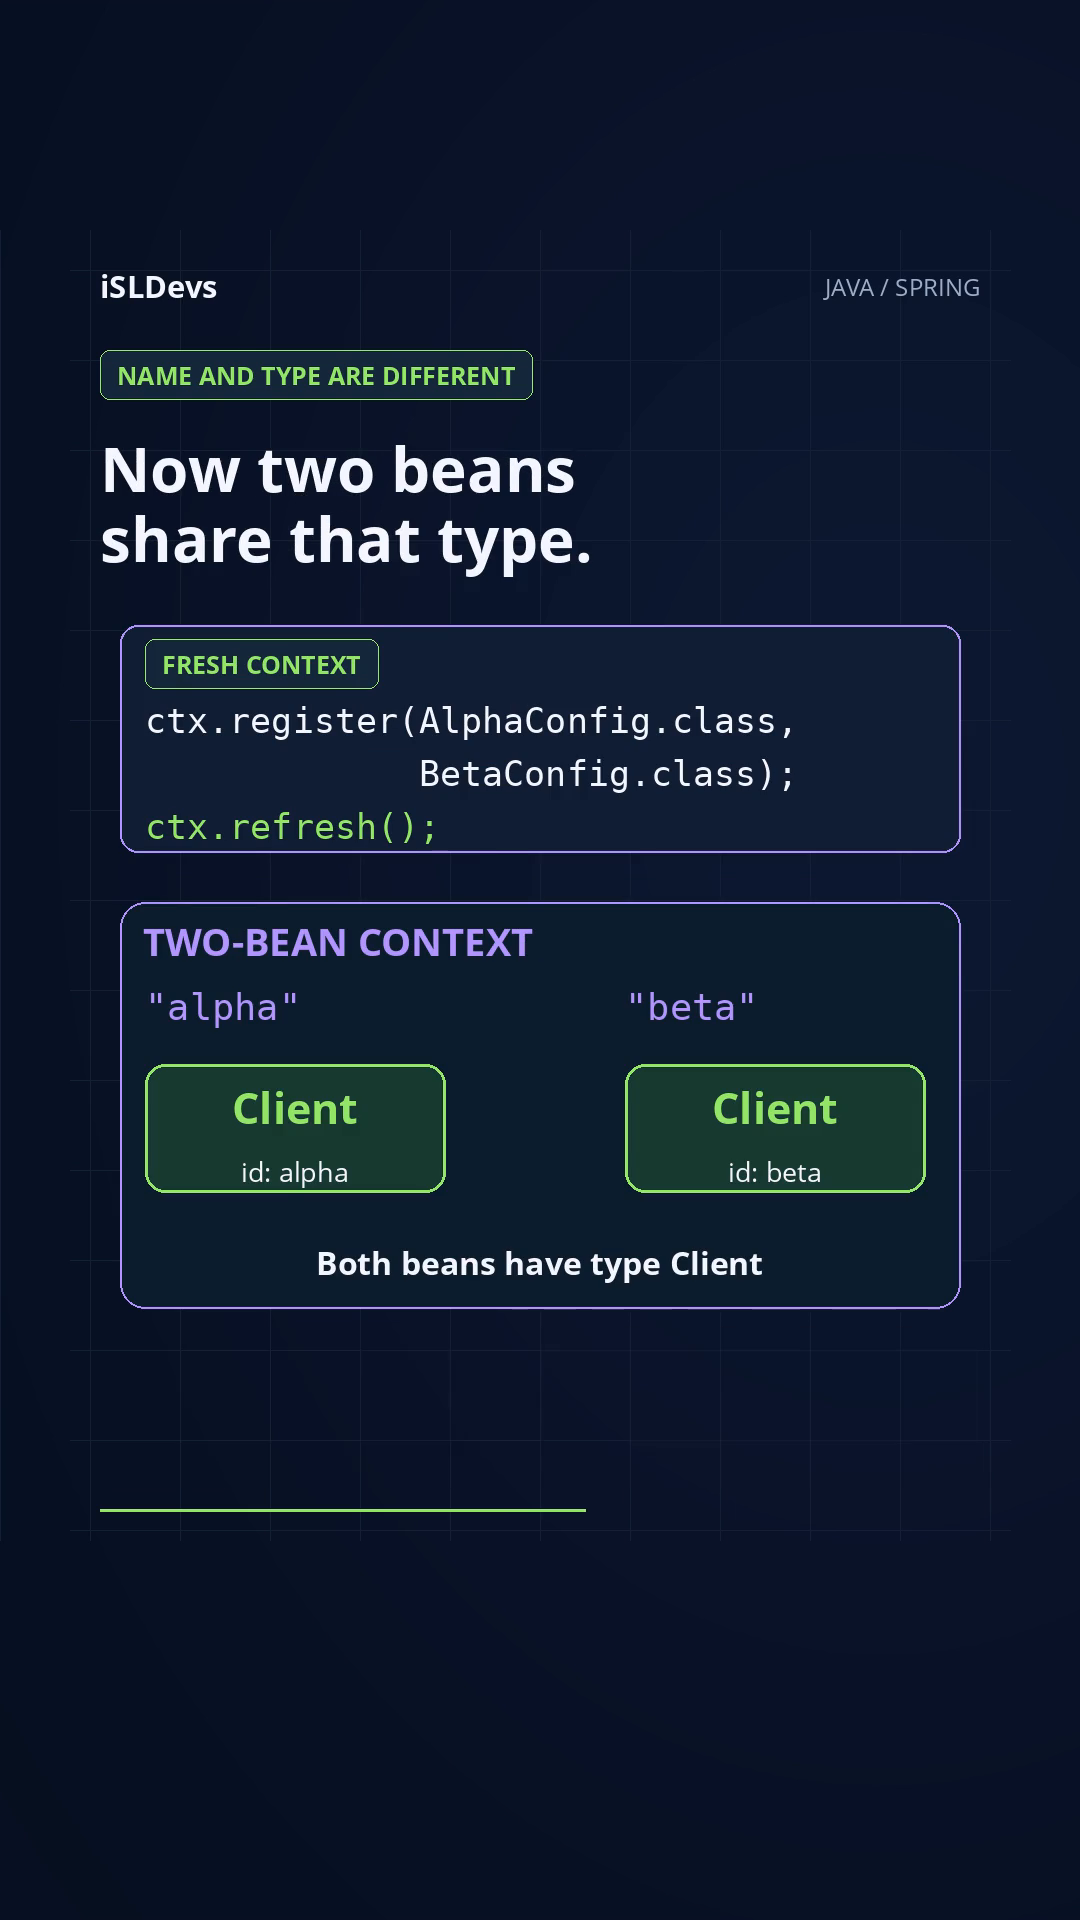 iSLDevs
JAVA / SPRING
NAME AND TYPE ARE DIFFERENT
Now two beans
share that type.
FRESH CONTEXT
ctx.register(AlphaConfig.class,
BetaConfig.class);
ctx.refresh();
TWO-BEAN CONTEXT
"alpha"
"beta"
Client
id: alpha
Client
id: beta
Both beans have type Client